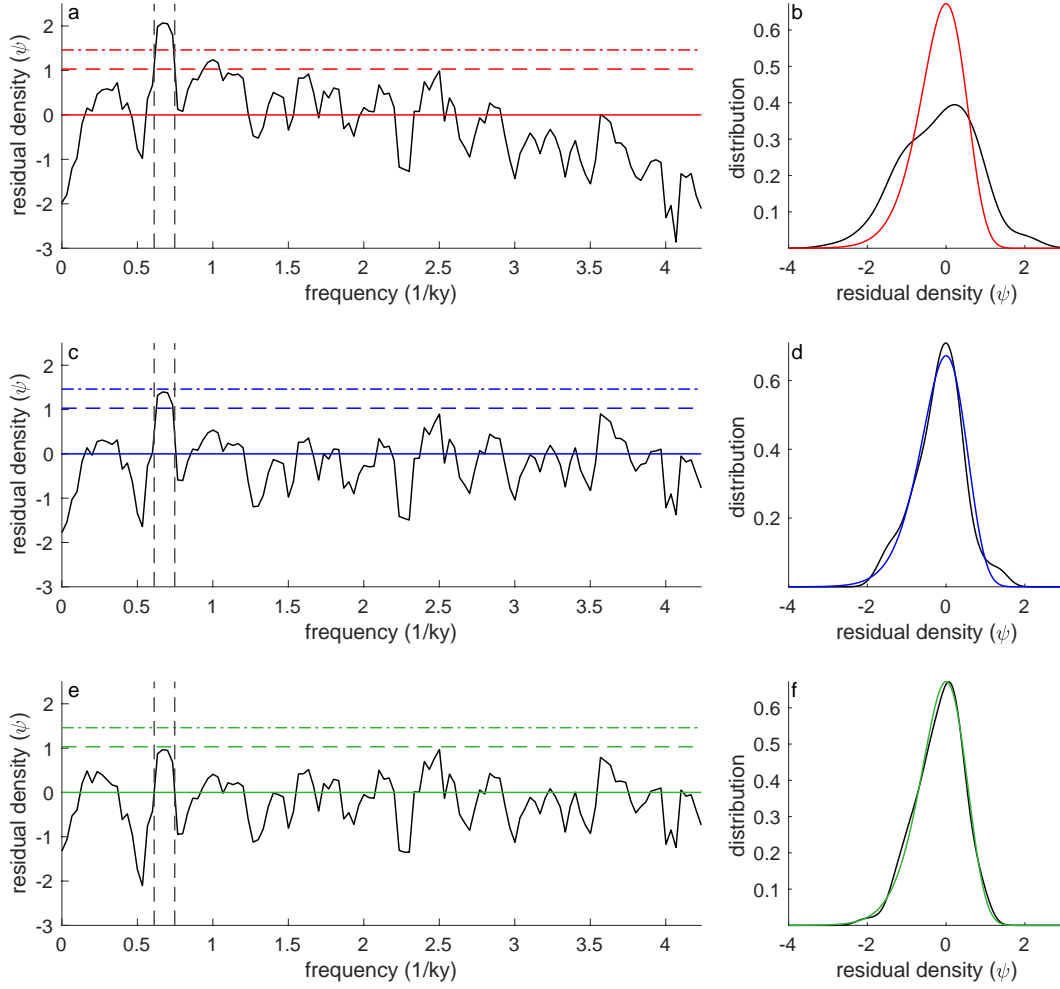 a
residual density (ψ)
2
1
0
-1
-2
-3
0 0.5 1 1.5 2 2.5 3 3.5 4
frequency (1/ky)
b
distribution
0.6
0.5
0.4
0.3
0.2
0.1
-4 -2 0 2
residual density (ψ)
c
residual density (ψ)
2
1
0
-1
-2
-3
0 0.5 1 1.5 2 2.5 3 3.5 4
frequency (1/ky)
d
distribution
0.6
0.4
0.2
-4 -2 0 2
residual density (ψ)
e
residual density (ψ)
2
1
0
-1
-2
-3
0 0.5 1 1.5 2 2.5 3 3.5 4
frequency (1/ky)
f
distribution
0.6
0.5
0.4
0.3
0.2
0.1
-4 -2 0 2
residual density (ψ)